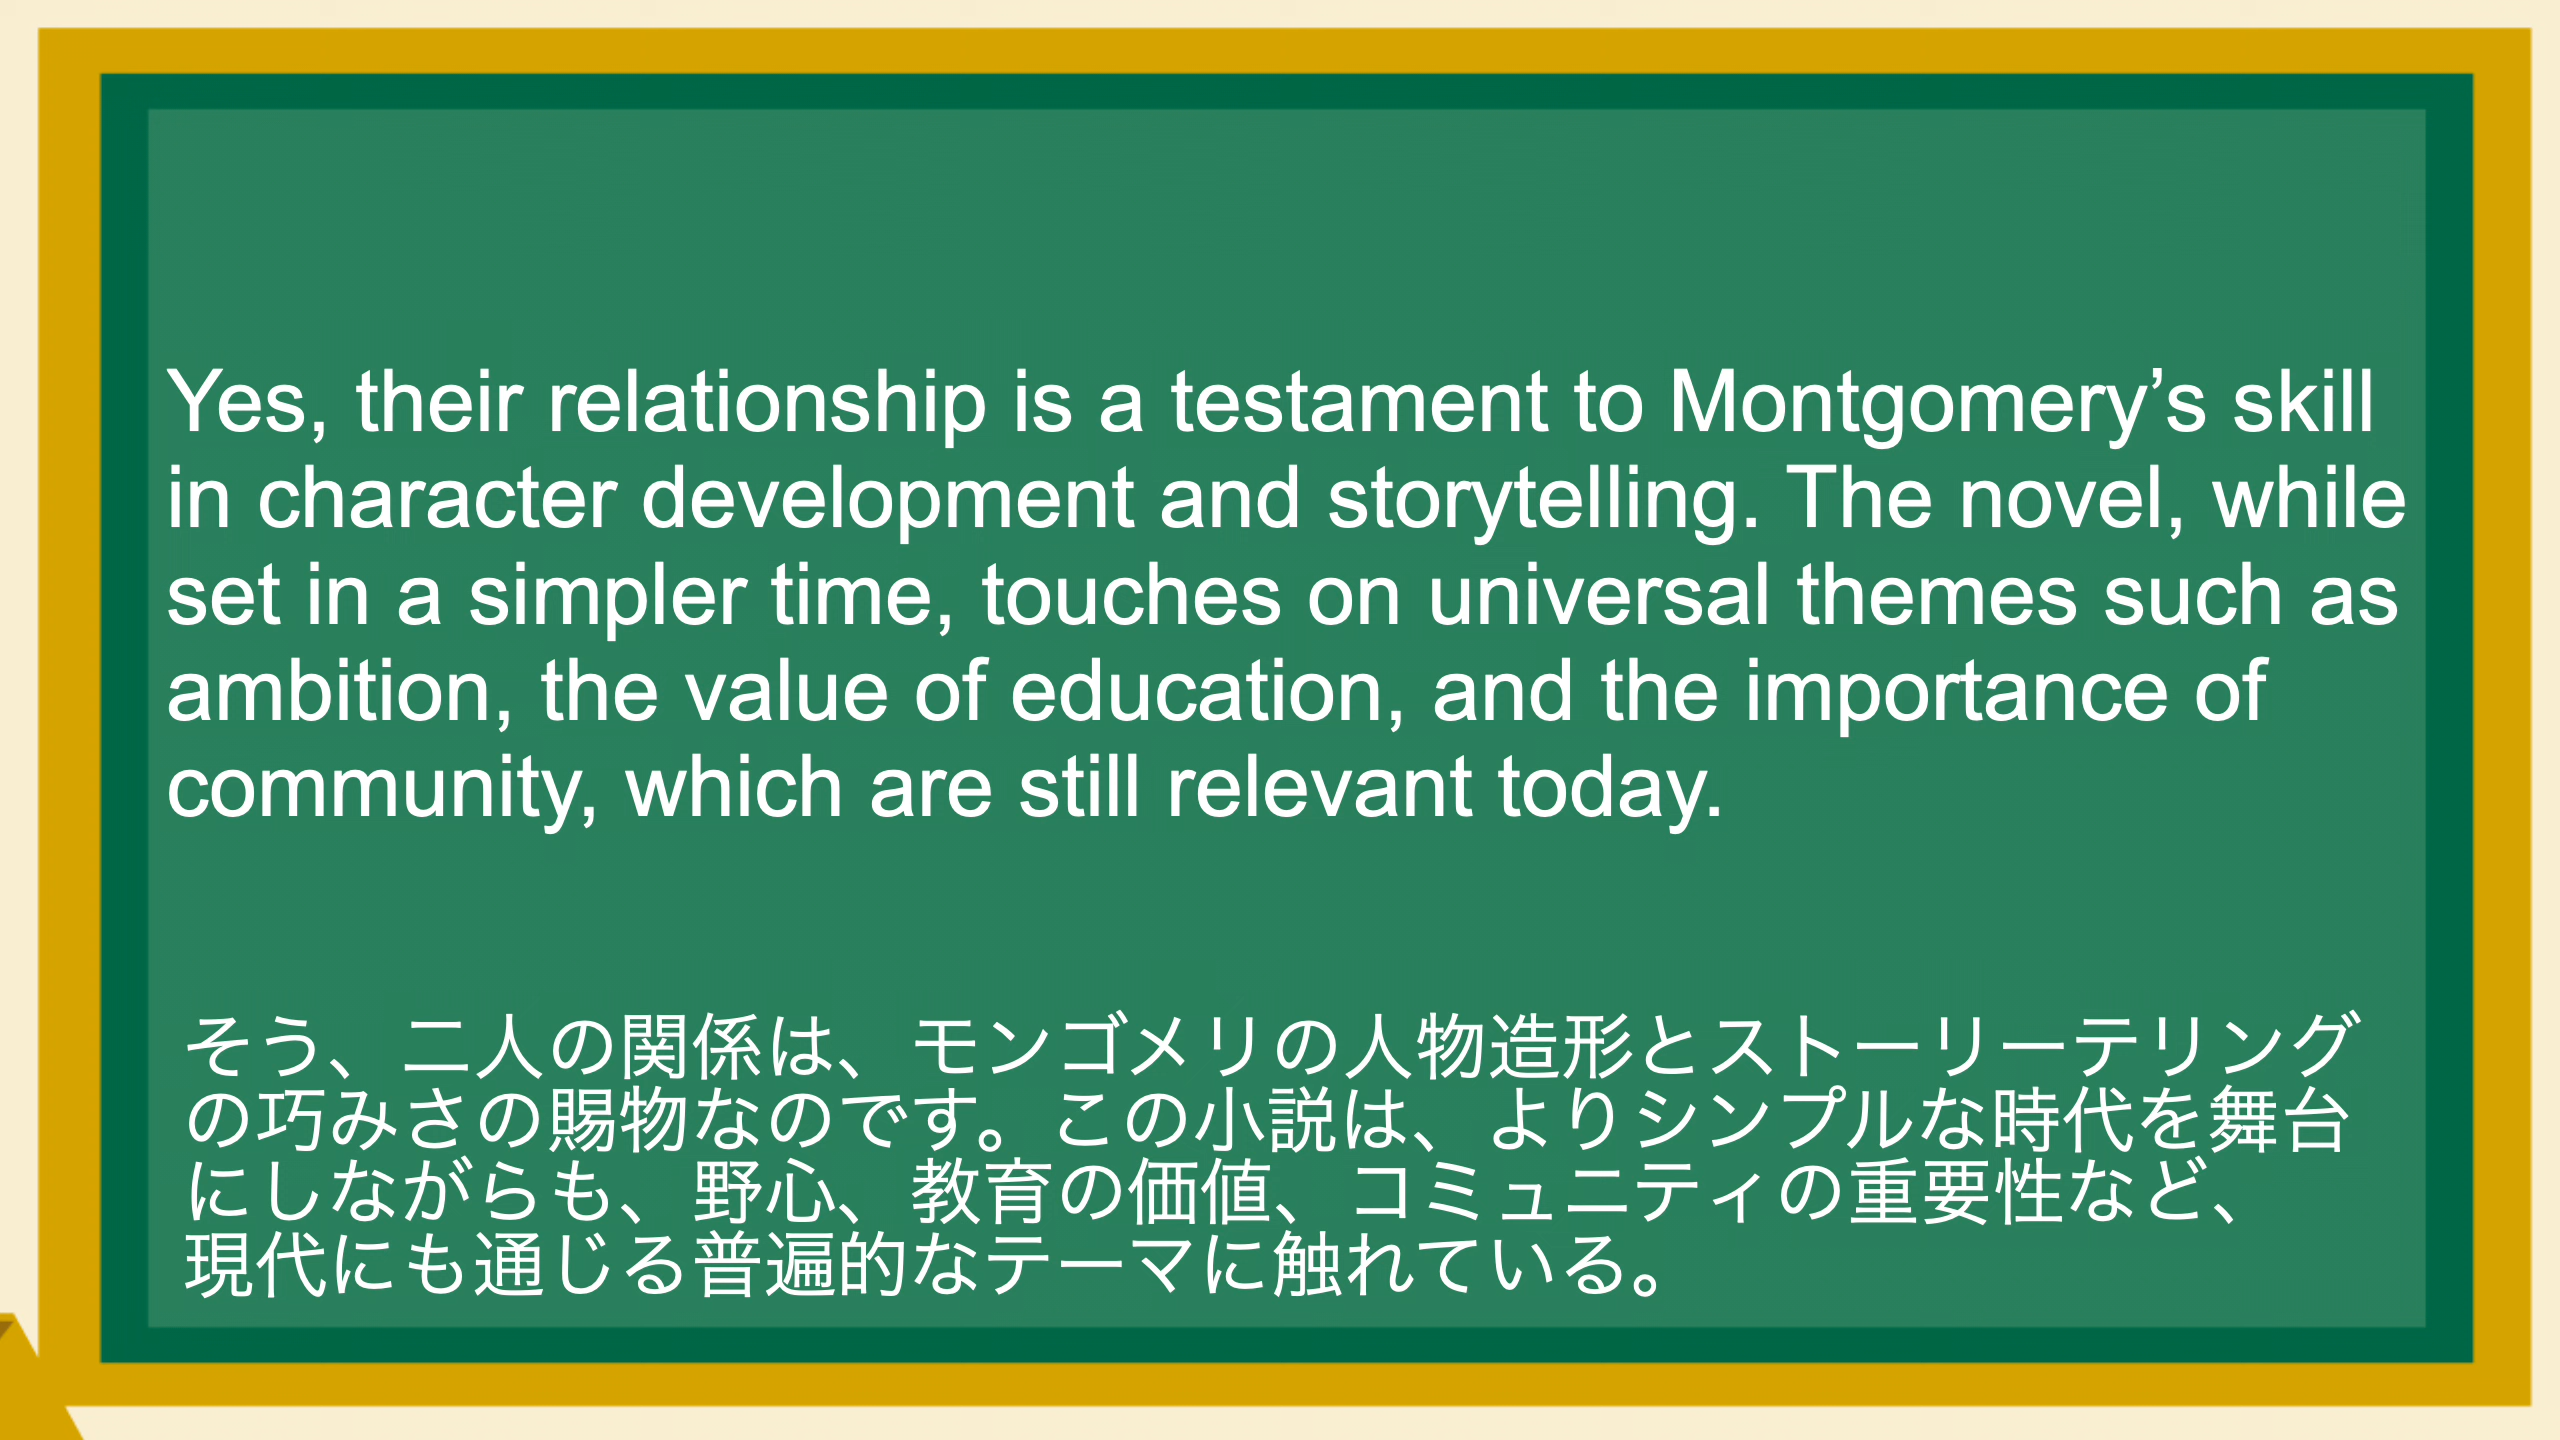 Yes, their relationship is a testament to Montgomery’s skill
in character development and storytelling. The novel, while
set in a simpler time, touches on universal themes such as
ambition, the value of education, and the importance of
community, which are still relevant today.
そう、二人の関係は、モンゴメリの人物造形とストーリーテリング
の巧みさの賜物なのです。この小説は、よりシンプルな時代を舞台
にしながらも、野心、教育の価値、コミュニティの重要性など、
現代にも通じる普遍的なテーマに触れている。